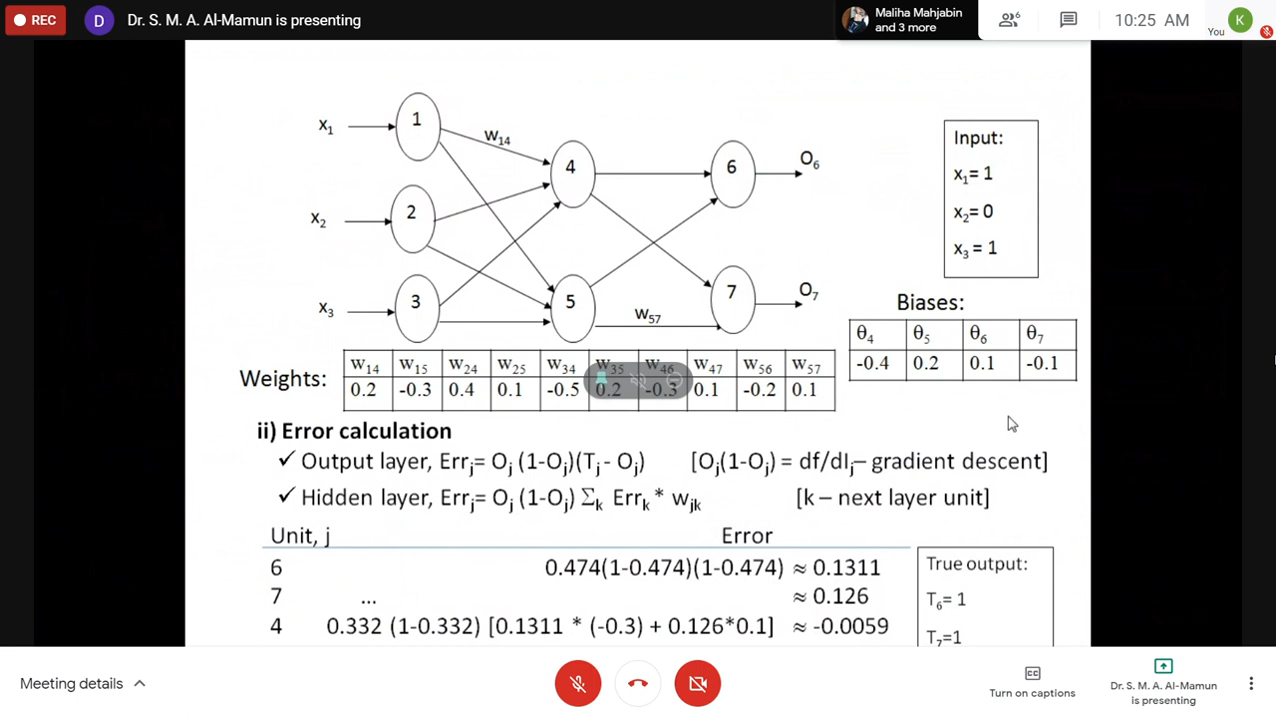 REC
D
Dr. S. M. A. Al-Mamun is presenting
Maliha Mahjabin
and 3 more
6
10:25 AM
You
K
x₁
1
w₁₄
4
6
O₆
x₂
2
x₃
3
5
w₅₇
7
O₇
Input:
x₁= 1
x₂= 0
x₃ = 1
Biases:
θ₄ θ₅ θ₆ θ₇
-0.4 0.2 0.1 -0.1
Weights:
w₁₄ w₁₅ w₂₄ w₂₅ w₃₄ w₃₅ w₄₆ w₄₇ w₅₆ w₅₇
0.2 -0.3 0.4 0.1 -0.5 0.2 -0.3 0.1 -0.2 0.1
ii) Error calculation
✓ Output layer, Errⱼ= Oⱼ (1-Oⱼ)(Tⱼ - Oⱼ) [Oⱼ(1-Oⱼ) = df/dIⱼ– gradient descent]
✓ Hidden layer, Errⱼ= Oⱼ (1-Oⱼ) Σₖ Errₖ * wⱼₖ [k – next layer unit]
Unit, j Error
6 0.474(1-0.474)(1-0.474) ≈ 0.1311
7 ... ≈ 0.126
4 0.332 (1-0.332) [0.1311 * (-0.3) + 0.126*0.1] ≈ -0.0059
True output:
T₆= 1
T₇=1
Meeting details
CC
Turn on captions
Dr. S. M. A. Al-Mamun
is presenting